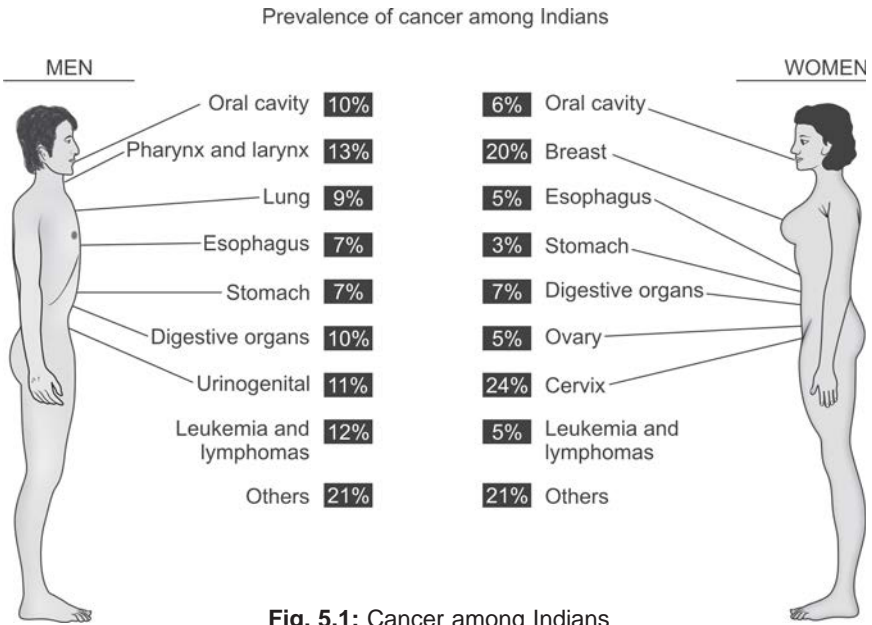 Prevalence of cancer among Indians
MEN
Oral cavity 10%
Pharynx and larynx 13%
Lung 9%
Esophagus 7%
Stomach 7%
Digestive organs 10%
Urinogenital 11%
Leukemia and 12%
lymphomas
Others 21%
WOMEN
6% Oral cavity
20% Breast
5% Esophagus
3% Stomach
7% Digestive organs
5% Ovary
24% Cervix
5% Leukemia and
lymphomas
21% Others
Fig. 5.1: Cancer among Indians